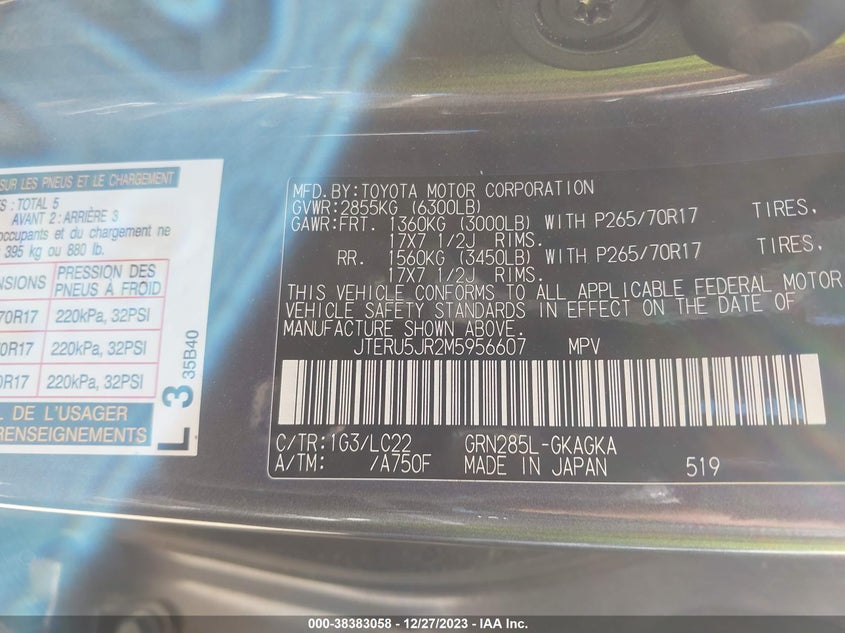 SUR LES PNEUS ET LE CHARGEMENT
: TOTAL 5
AVANT 2: ARRIÈRE 3
occupants et du chargement ne
395 kg ou 880 lb.
PRESSION DES
PNEUS À FROID
70R17 220kPa, 32PSI
70R17 220kPa, 32PSI
220kPa, 32PSI
DE L'USAGER
RENSEIGNEMENTS
L 3 35B40
MFD. BY:TOYOTA MOTOR CORPORATION
GVWR:2855KG (6300LB)
GAWR:FRT. 1360KG (3000LB) WITH P265/70R17 TIRES,
17X7 1/2J RIMS.
RR. 1560KG (3450LB) WITH P265/70R17 TIRES,
17X7 1/2J RIMS.
THIS VEHICLE CONFORMS TO ALL APPLICABLE FEDERAL MOTOR
VEHICLE SAFETY STANDARDS IN EFFECT ON THE DATE OF
MANUFACTURE SHOWN ABOVE.
JTERU5JR2M5956607 MPV
C/TR:1G3/LC22 GRN285L-GKAGKA
A/TM: /A750F MADE IN JAPAN 519
000-38383058 - 12/27/2023 - © IAA Inc.